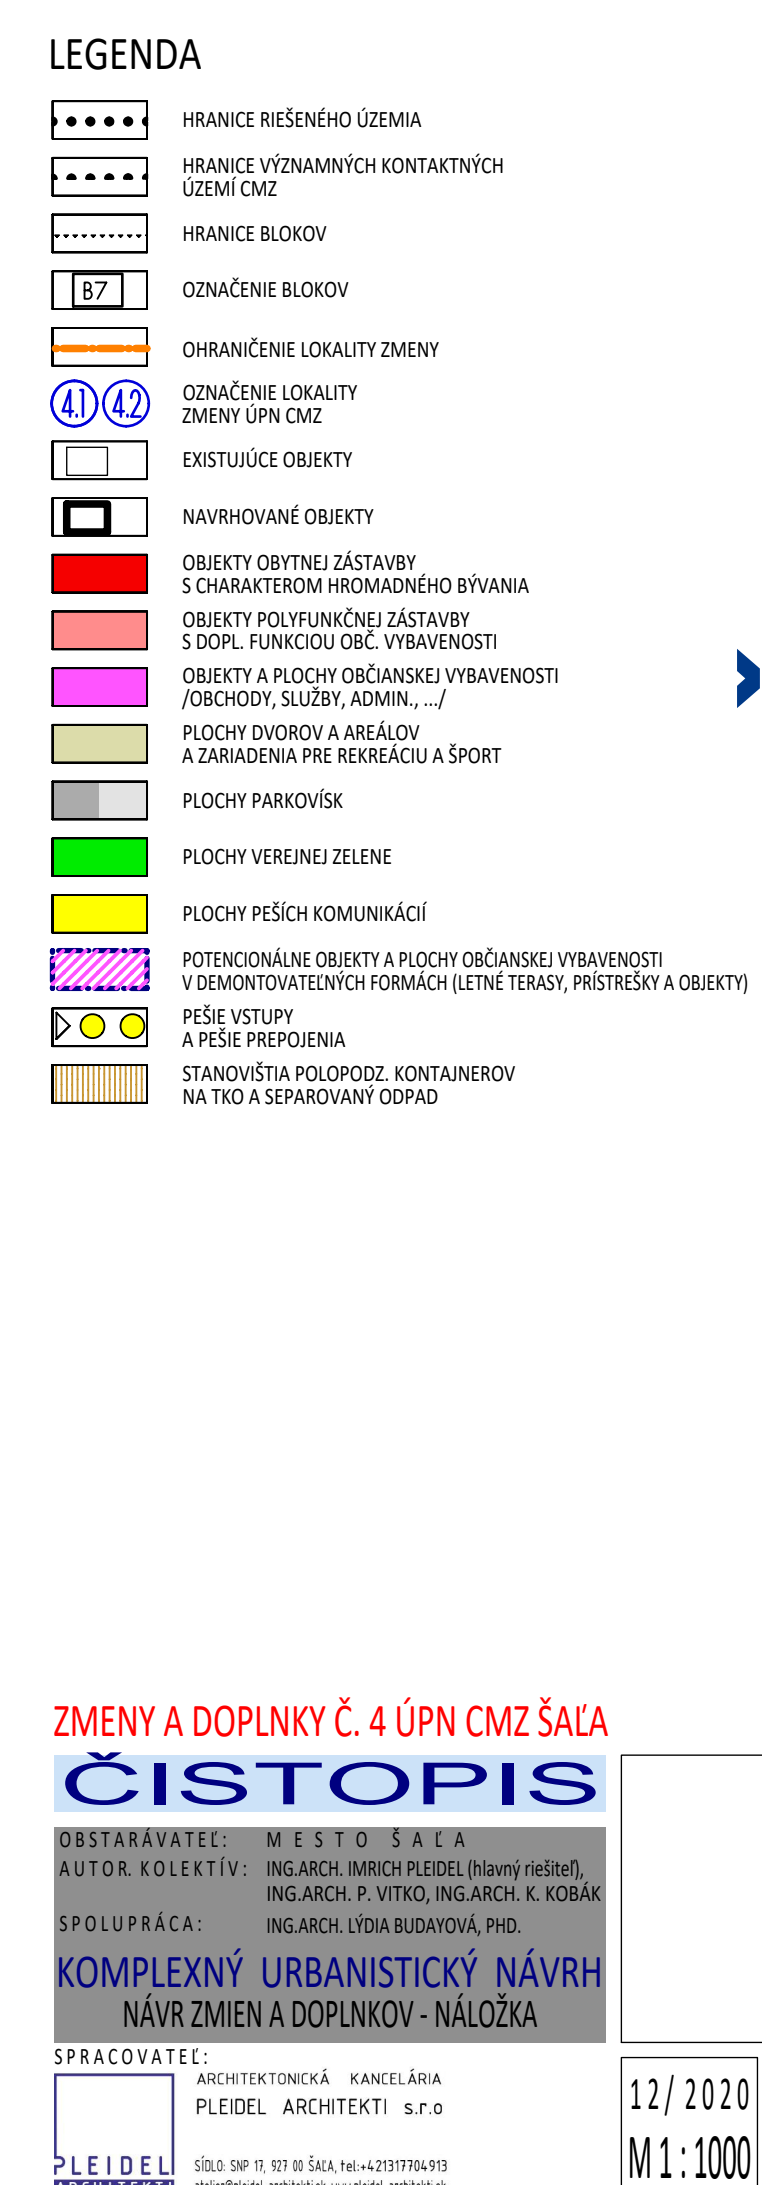 LEGENDA
HRANICE RIEŠENÉHO ÚZEMIA
HRANICE VÝZNAMNÝCH KONTAKTNÝCH
ÚZEMÍ CMZ
HRANICE BLOKOV
B7
OZNAČENIE BLOKOV
OHRANIČENIE LOKALITY ZMENY
4.1 4.2
OZNAČENIE LOKALITY
ZMENY ÚPN CMZ
EXISTUJÚCE OBJEKTY
NAVRHOVANÉ OBJEKTY
OBJEKTY OBYTNEJ ZÁSTAVBY
S CHARAKTEROM HROMADNÉHO BÝVANIA
OBJEKTY POLYFUNKČNEJ ZÁSTAVBY
S DOPL. FUNKCIOU OBČ. VYBAVENOSTI
OBJEKTY A PLOCHY OBČIANSKEJ VYBAVENOSTI
/OBCHODY, SLUŽBY, ADMIN., .../
PLOCHY DVOROV A AREÁLOV
A ZARIADENIA PRE REKREÁCIU A ŠPORT
PLOCHY PARKOVÍSK
PLOCHY VEREJNEJ ZELENE
PLOCHY PEŠÍCH KOMUNIKÁCIÍ
POTENCIONÁLNE OBJEKTY A PLOCHY OBČIANSKEJ VYBAVENOSTI
V DEMONTOVATEĽNÝCH FORMÁCH (LETNÉ TERASY, PRÍSTREŠKY A OBJEKTY)
PEŠIE VSTUPY
A PEŠIE PREPOJENIA
STANOVIŠTIA POLOPODZ. KONTAJNEROV
NA TKO A SEPAROVANÝ ODPAD
ZMENY A DOPLNKY Č. 4 ÚPN CMZ ŠAĽA
ČISTOPIS
OBSTARÁVATEĽ: MESTO ŠAĽA
AUTOR. KOLEKTÍV: ING.ARCH. IMRICH PLEIDEL (hlavný riešiteľ),
ING.ARCH. P. VITKO, ING.ARCH. K. KOBÁK
SPOLUPRÁCA: ING.ARCH. LÝDIA BUDAYOVÁ, PHD.
KOMPLEXNÝ URBANISTICKÝ NÁVRH
NÁVR ZMIEN A DOPLNKOV - NÁLOŽKA
SPRACOVATEĽ:
ARCHITEKTONICKÁ KANCELÁRIA
PLEIDEL ARCHITEKTI s.r.o
PLEIDEL
SÍDLO: SNP 17, 927 00 ŠAĽA, tel:+421317704913
12/2020
M 1 : 1000